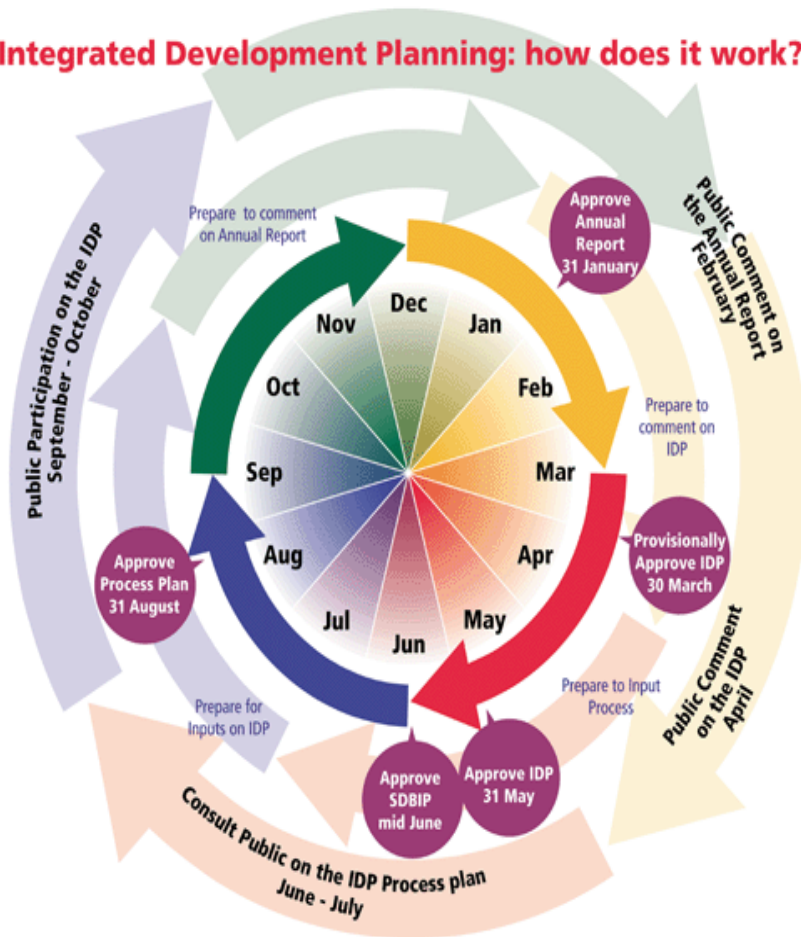 Integrated Development Planning: how does it work?
Approve
Annual
Report
31 January
Public Comment on
the Annual Report
February
Prepare to comment
on Annual Report
Public Participation on the IDP
September - October
Dec
Jan
Feb
Mar
Apr
May
Jun
Jul
Aug
Sep
Oct
Nov
Prepare to
comment on
IDP
Provisionally
Approve IDP
30 March
Approve
Process Plan
31 August
Public Comment
on the IDP
April
Prepare to Input
Process
Prepare for
Inputs on IDP
Approve
SDBIP
mid June
Approve IDP
31 May
Consult Public on the IDP Process plan
June - July